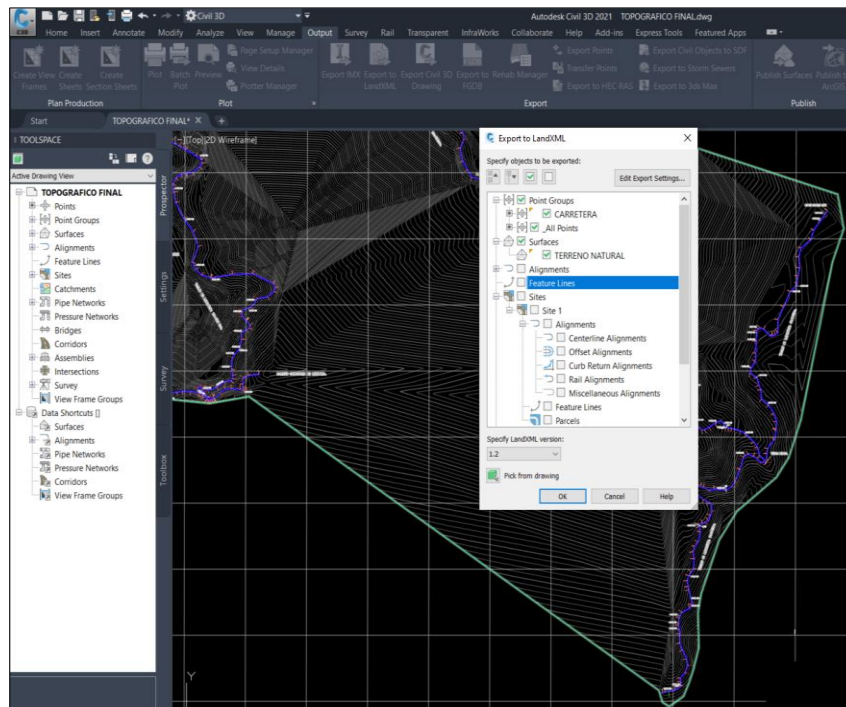 Civil 3D
Autodesk Civil 3D 2021 TOPOGRAFICO FINAL.dwg
C3D
Home Insert Annotate Modify Analyze View Manage Output Survey Rail Transparent InfraWorks Collaborate Help Add-ins Express Tools Featured Apps
Create View Frames
Create Sheets
Create Section Sheets
Plot
Batch Plot
Preview
Page Setup Manager
View Details
Plotter Manager
Export IMX
Export to LandXML
Export Civil 3D Drawing
Export to FGDB
Rehab Manager
Export Points
Transfer Points
Export to HEC RAS
Export Civil Objects to SDF
Export to Storm Sewers
Export to 3ds Max
Publish Surfaces
Publish to ArcGIS
Plan Production
Plot
Export
Publish
Start
TOPOGRAFICO FINAL*
TOOLSPACE
Active Drawing View
TOPOGRAFICO FINAL
Points
Point Groups
Surfaces
Alignments
Feature Lines
Sites
Catchments
Pipe Networks
Pressure Networks
Bridges
Corridors
Assemblies
Intersections
Survey
View Frame Groups
Data Shortcuts []
Surfaces
Alignments
Pipe Networks
Pressure Networks
Corridors
View Frame Groups
Prospector
Settings
Survey
Toolbox
[-][Top][2D Wireframe]
Export to LandXML
Specify objects to be exported:
Edit Export Settings...
Point Groups
CARRETERA
_All Points
Surfaces
TERRENO NATURAL
Alignments
Feature Lines
Sites
Site 1
Alignments
Centerline Alignments
Offset Alignments
Curb Return Alignments
Rail Alignments
Miscellaneous Alignments
Feature Lines
Parcels
Specify LandXML version:
1.2
Pick from drawing
OK Cancel Help
Y